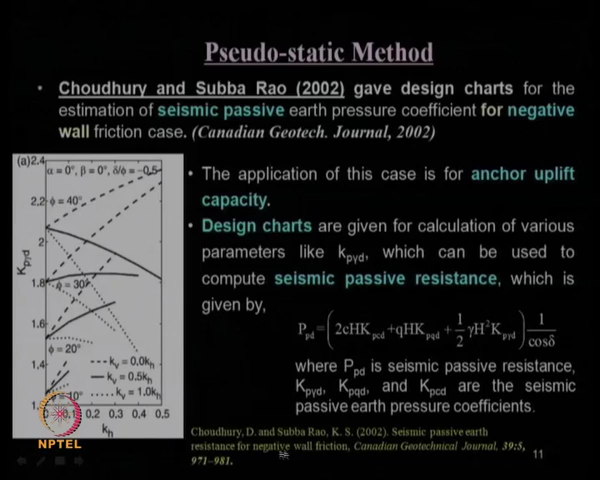 Pseudo-static Method
• Choudhury and Subba Rao (2002) gave design charts for the
estimation of seismic passive earth pressure coefficient for negative
wall friction case. (Canadian Geotech. Journal, 2002)
(a)2.4
α = 0°, β = 0°, δ/ϕ = −0.5
2.2
ϕ = 40°
2
Kpγd
1.8
ϕ = 30°
1.6
ϕ = 20°
1.4
kv = 0.0kh
kv = 0.5kh
kv = 1.0kh
0 0.1 0.2 0.3 0.4 0.5
kh
• The application of this case is for anchor uplift
capacity.
• Design charts are given for calculation of various
parameters like kpγd, which can be used to
compute seismic passive resistance, which is
given by,
Ppd = (2cHKpcd + qHKpqd + 1/2 γH²Kpγd) 1/cosδ
where Ppd is seismic passive resistance,
Kpγd, Kpqd, and Kpcd are the seismic
passive earth pressure coefficients.
Choudhury, D. and Subba Rao, K. S. (2002). Seismic passive earth
resistance for negative wall friction, Canadian Geotechnical Journal, 39:5,
971–981.
11
NPTEL